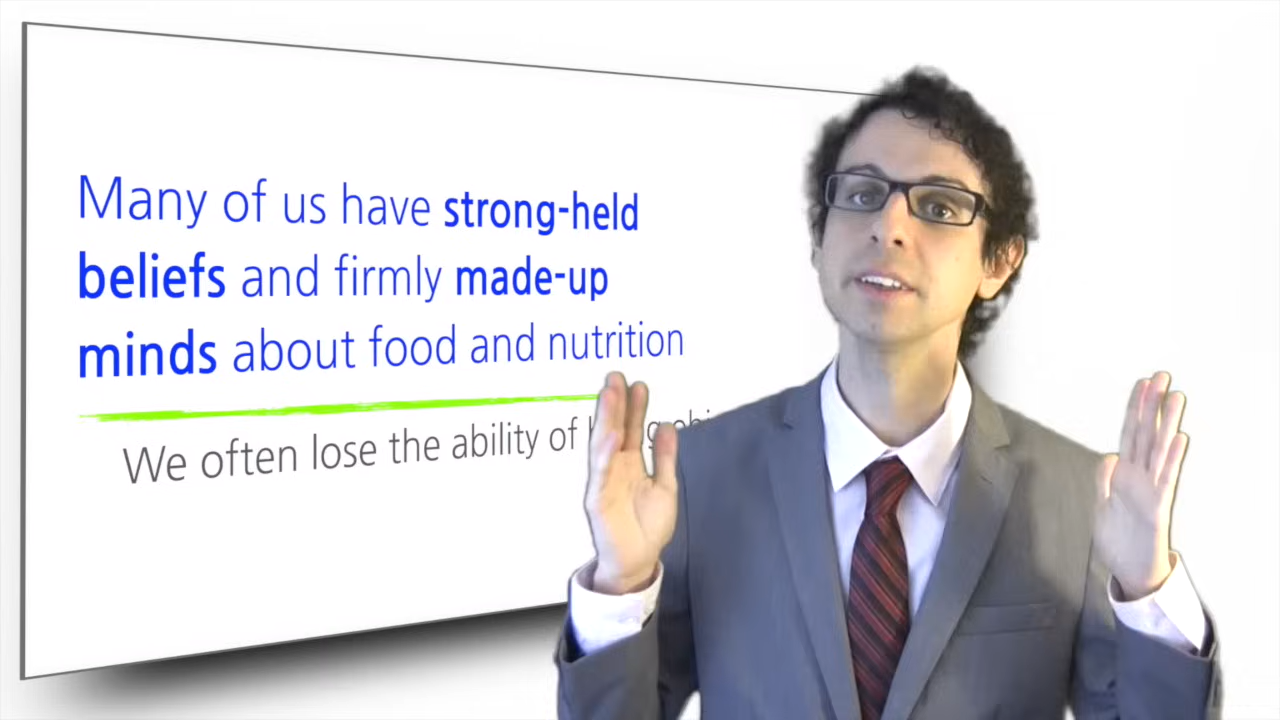 Many of us have strong-held
beliefs and firmly made-up
minds about food and nutrition
We often lose the ability of